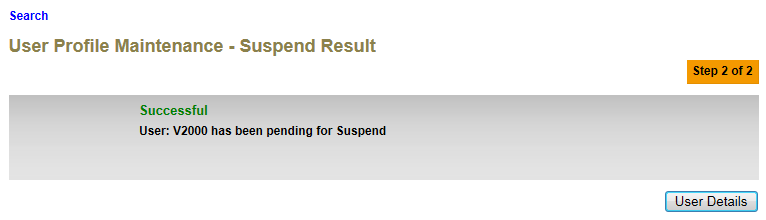 Search
User Profile Maintenance - Suspend Result
Step 2 of 2
Successful
User: V2000 has been pending for Suspend
User Details